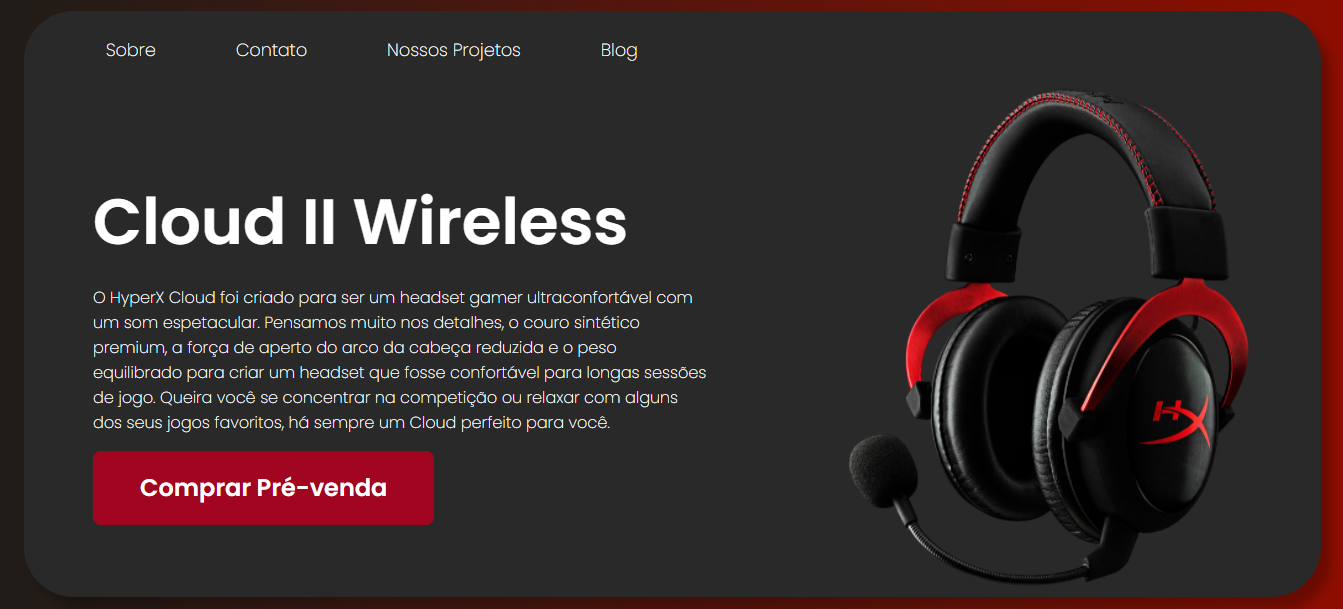 Sobre Contato Nossos Projetos Blog
Cloud II Wireless
O HyperX Cloud foi criado para ser um headset gamer ultraconfortável com
um som espetacular. Pensamos muito nos detalhes, o couro sintético
premium, a força de aperto do arco da cabeça reduzida e o peso
equilibrado para criar um headset que fosse confortável para longas sessões
de jogo. Queira você se concentrar na competição ou relaxar com alguns
dos seus jogos favoritos, há sempre um Cloud perfeito para você.
Comprar Pré-venda
HX